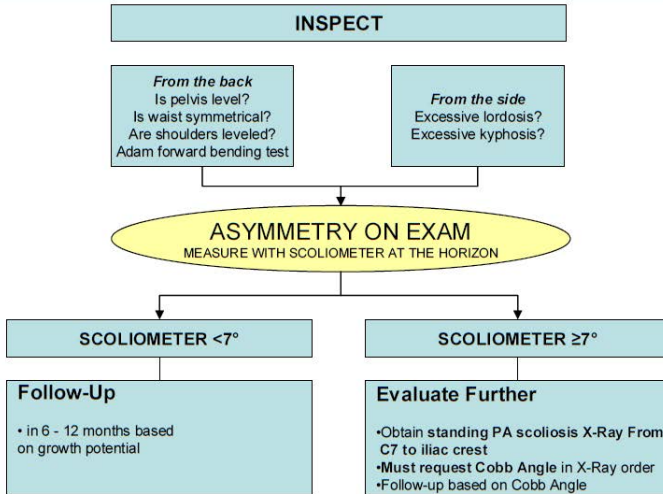 INSPECT
From the back
Is pelvis level?
Is waist symmetrical?
Are shoulders leveled?
Adam forward bending test
From the side
Excessive lordosis?
Excessive kyphosis?
ASYMMETRY ON EXAM
MEASURE WITH SCOLIOMETER AT THE HORIZON
SCOLIOMETER <7°
Follow-Up
• in 6 - 12 months based
on growth potential
SCOLIOMETER ≥7°
Evaluate Further
•Obtain standing PA scoliosis X-Ray From
C7 to iliac crest
•Must request Cobb Angle in X-Ray order
•Follow-up based on Cobb Angle